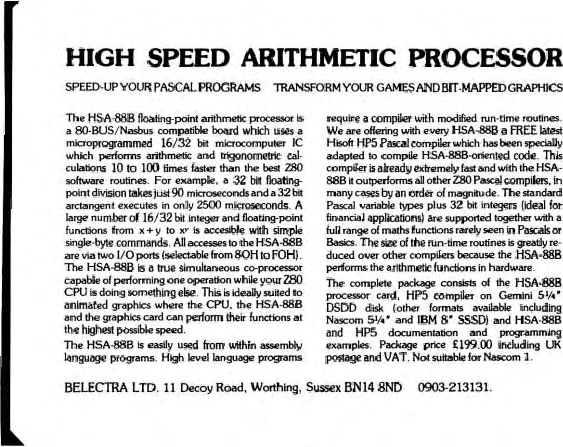 HIGH SPEED ARITHMETIC PROCESSOR
SPEED-UP YOUR PASCAL PROGRAMS TRANSFORM YOUR GAMES AND BIT-MAPPED GRAPHICS
The HSA-88B floating-point arithmetic processor is
a 80-BUS/Nasbus compatible board which uses a
microprogrammed 16/32 bit microcomputer IC
which performs arithmetic and trigonometric cal-
culations 10 to 100 times faster than the best Z80
software routines. For example, a 32 bit floating-
point division takes just 90 microseconds and a 32 bit
arctangent executes in only 2500 microseconds. A
large number of 16/32 bit integer and floating-point
functions from x+y to xʸ is accesible with simple
single-byte commands. All accesses to the HSA-88B
are via two I/O ports (selectable from 8OH to FOH).
The HSA-88B is a true simultaneous co-processor
capable of performing one operation while your Z80
CPU is doing something else. This is ideally suited to
animated graphics where the CPU, the HSA-88B
and the graphics card can perform their functions at
the highest possible speed.
The HSA-88B is easily used from within assembly
language programs. High level language programs
require a compiler with modified run-time routines.
We are offering with every HSA-88B a FREE latest
Hisoft HP5 Pascal compiler which has been specially
adapted to compile HSA-88B-oriented code. This
compiler is already extremely fast and with the HSA-
88B it outperforms all other Z80 Pascal compilers, in
many cases by an order of magnitude. The standard
Pascal variable types plus 32 bit integers (ideal for
financial applications) are supported together with a
full range of maths functions rarely seen in Pascals or
Basics. The size of the run-time routines is greatly re-
duced over other compilers because the HSA-88B
performs the arithmetic functions in hardware.
The complete package consists of the HSA-88B
processor card, HP5 compiler on Gemini 5¼"
DSDD disk (other formats available including
Nascom 5¼" and IBM 8" SSSD) and HSA-88B
and HP5 documentation and programming
examples. Package price £199.00 including UK
postage and VAT. Not suitable for Nascom 1.
BELECTRA LTD. 11 Decoy Road, Worthing, Sussex BN14 8ND 0903-213131.